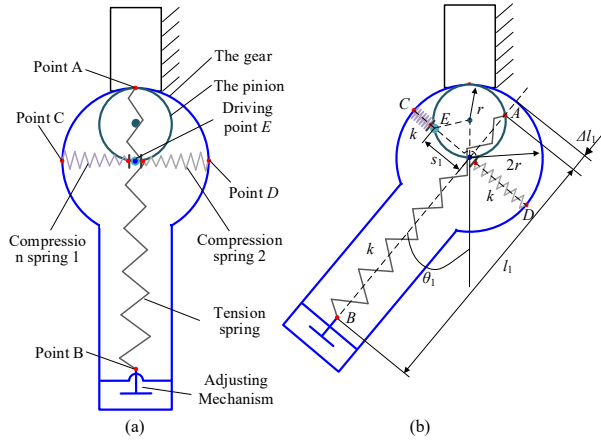 Point A
The gear
The pinion
Driving
point E
Point C
Point D
Compressio
n spring 1
Compression
spring 2
Tension
spring
Point B
Adjusting
Mechanism
(a)
C
E
r
A
k
s₁
Δl₁
2r
k
D
k
θ₁
l₁
B
(b)